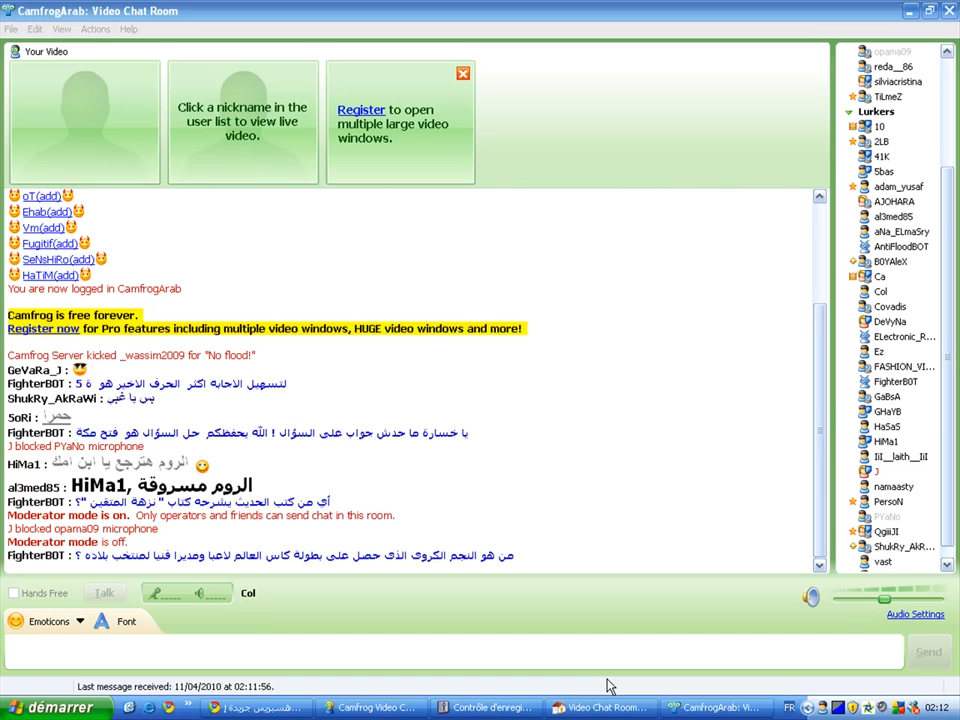 CamfrogArab: Video Chat Room
File Edit View Actions Help
Your Video
Click a nickname in the user list to view live video.
Register to open multiple large video windows.
oT(add)
Ehab(add)
Vm(add)
Fugitif(add)
SeNsHiRo(add)
HaTiM(add)
You are now logged in CamfrogArab
Camfrog is free forever.
Register now for Pro features including multiple video windows, HUGE video windows and more!
Camfrog Server kicked _wassim2009 for "No flood!"
GeVaRa_J :
FighterB0T : لتسهيل الاجابه اكثر الحرف الاخير هو ة 5
ShukRy_AkRaWi : بس يا غبي
5oRi : حمرا
FighterB0T : يا خسارة ما حدش جواب على السؤال ! الله يحفظكم حل السؤال هو فتح مكة
J blocked PYaNo microphone
HiMa1 : الروم هترجع يا ابن امك
al3med85 : HiMa1, الروم مسروقة
FighterB0T : أي من كتب الحديث يشرحه كتاب " نزهة المتقين "؟
Moderator mode is on. Only operators and friends can send chat in this room.
J blocked opama09 microphone
Moderator mode is off.
FighterB0T : من هو النجم الكروى الذى حصل على بطولة كاس العالم لاعبا ومديرا فنيا لمنتخب بلاده ؟
opama09
reda__86
silviacristina
TiLmeZ
Lurkers
10
2LB
41K
5bas
adam_yusaf
AJOHARA
al3med85
aNa_ELmaSry
AntiFloodBOT
B0YAleX
Ca
Col
Covadis
DeVyNa
ELectronic_R...
Ez
FASHION_VI...
FighterB0T
GaBsA
GHaYB
HaSaS
HiMa1
IiI__laith__IiI
J
namaasty
PersoN
PYaNo
QgiiiJI
ShukRy_Ak...
vast
Hands Free Talk Col
Audio Settings
Emoticons Font
Send
Last message received: 11/04/2010 at 02:11:56.
démarrer هسبريس جريدة... Camfrog Video C... Contrôle d'enregi... Video Chat Room... CamfrogArab: Vi... FR 02:12